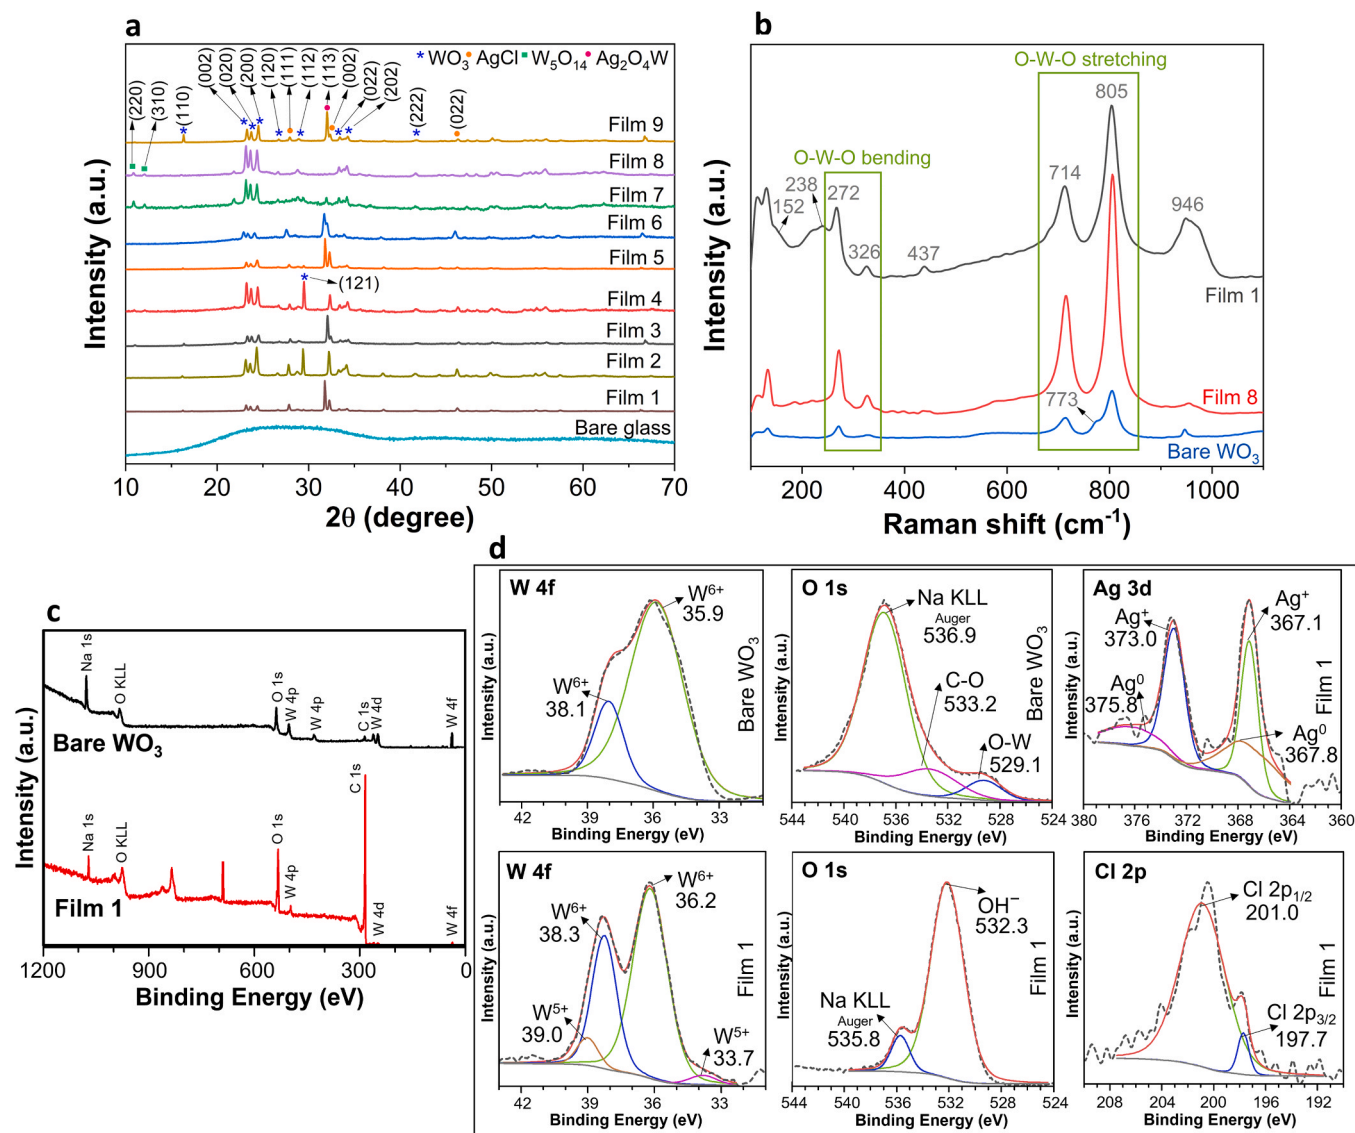 a
* WO3 ● AgCl ■ W5O14 ● Ag2O4W
(220)
(310)
(110)
(002)
(020)
(200)
(120)
(111)
(112)
(113)
(002)
(022)
(202)
(222)
(022)
Film 9
Film 8
Film 7
Film 6
Film 5
(121)
Film 4
Film 3
Film 2
Film 1
Bare glass
Intensity (a.u.)
10 20 30 40 50 60 70
2θ (degree)
b
O-W-O stretching
805
O-W-O bending
714
238
272
152
946
326
437
Film 1
773
Film 8
Bare WO3
Intensity (a.u.)
200 400 600 800 1000
Raman shift (cm-1)
c
Na 1s
O KLL
O 1s
W 4p
W 4p
C 1s
W 4d
W 4f
Bare WO3
Na 1s
O KLL
O 1s
W 4p
C 1s
W 4d
W 4f
Film 1
Intensity (a.u.)
1200 900 600 300 0
Binding Energy (eV)
d
W 4f
W6+
35.9
W6+
38.1
Bare WO3
Intensity (a.u.)
42 39 36 33
Binding Energy (eV)
O 1s
Na KLL
Auger
536.9
C-O
533.2
O-W
529.1
Bare WO3
Intensity (a.u.)
544 540 536 532 528 524
Binding Energy (eV)
Ag 3d
Ag+
373.0
Ag+
367.1
Ag0
375.8
Ag0
367.8
Film 1
Intensity (a.u.)
380 376 372 368 364 360
Binding Energy (eV)
W 4f
W6+
36.2
W6+
38.3
W5+
39.0
W5+
33.7
Film 1
Intensity (a.u.)
42 39 36 33
Binding Energy (eV)
O 1s
OH−
532.3
Na KLL
Auger
535.8
Film 1
Intensity (a.u.)
544 540 536 532 528 524
Binding Energy (eV)
Cl 2p
Cl 2p1/2
201.0
Cl 2p3/2
197.7
Film 1
Intensity (a.u.)
208 204 200 196 192
Binding Energy (eV)